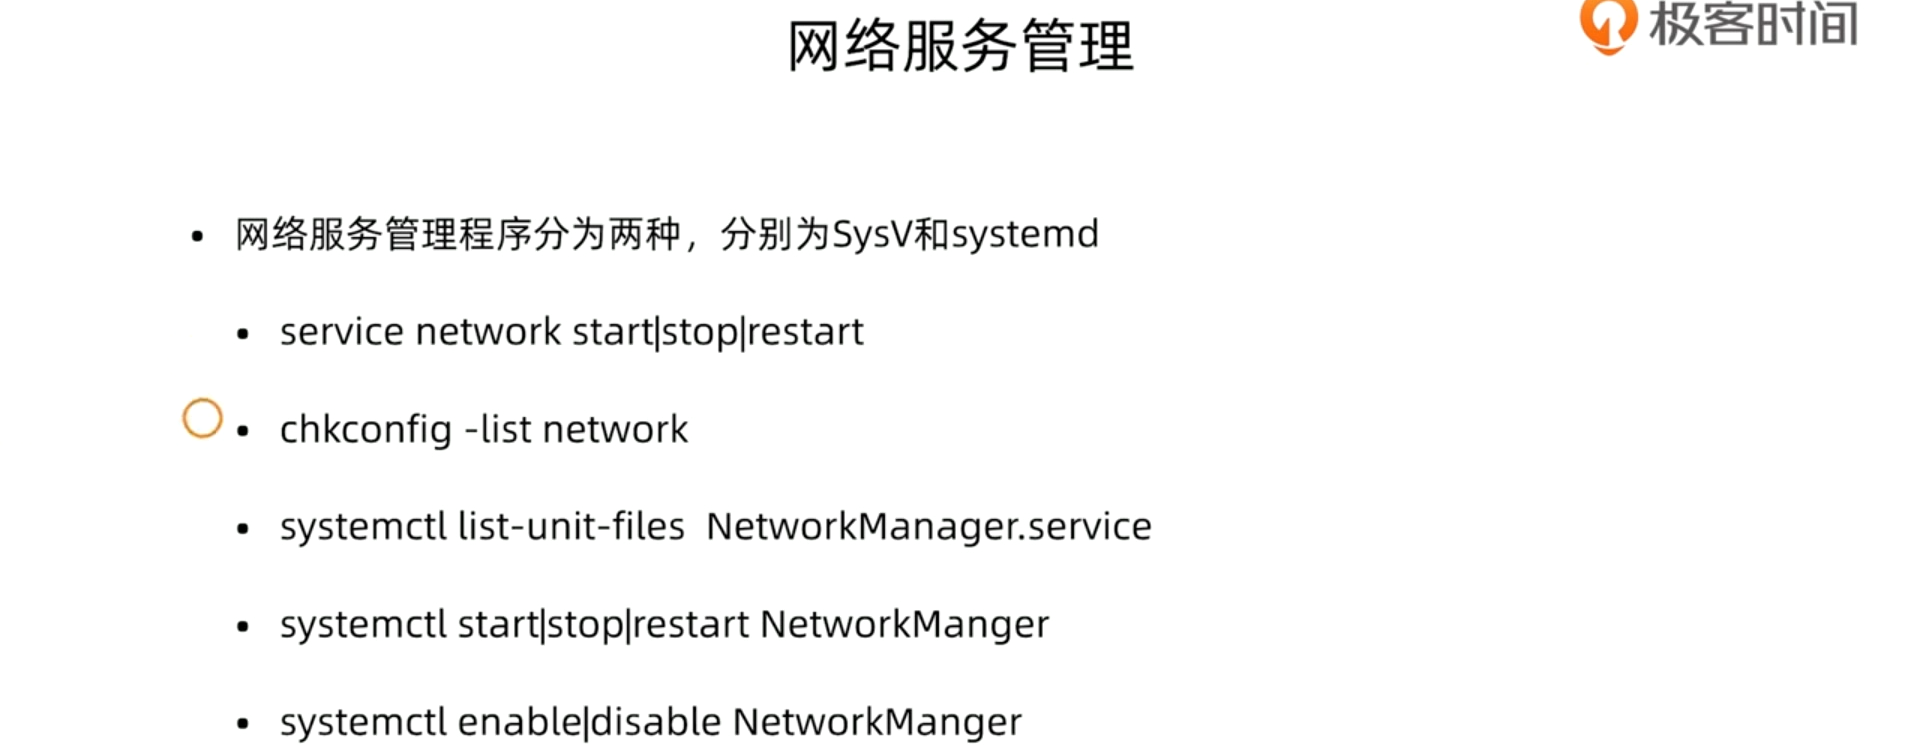 网络服务管理
极客时间
• 网络服务管理程序分为两种，分别为SysV和systemd
• service network start|stop|restart
• chkconfig -list network
• systemctl list-unit-files  NetworkManager.service
• systemctl start|stop|restart NetworkManger
• systemctl enable|disable NetworkManger